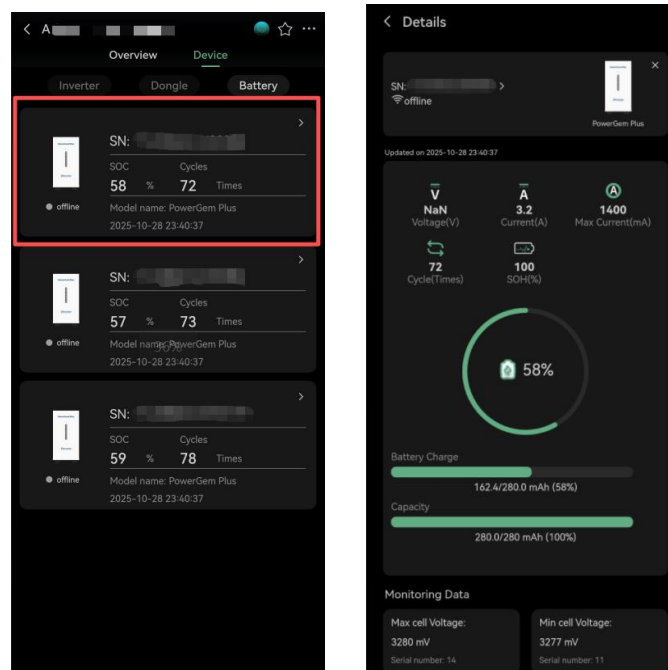 A
Overview Device
Inverter Dongle Battery
SN:
SOC Cycles
58 % 72 Times
offline
Model name: PowerGem Plus
2025-10-28 23:40:37
SN:
SOC Cycles
57 % 73 Times
offline
Model name: PowerGem Plus
36%
2025-10-28 23:40:37
SN:
SOC Cycles
59 % 78 Times
offline
Model name: PowerGem Plus
2025-10-28 23:40:37
Details
SN:
offline
PowerGem Plus
Updated on 2025-10-28 23:40:37
V A A
NaN 3.2 1400
Voltage(V) Current(A) Max Current(mA)
72 100
Cycle(Times) SOH(%)
58%
Battery Charge
162.4/280.0 mAh (58%)
Capacity
280.0/280 mAh (100%)
Monitoring Data
Max cell Voltage: Min cell Voltage:
3280 mV 3277 mV
Serial number: 14 Serial number: 11